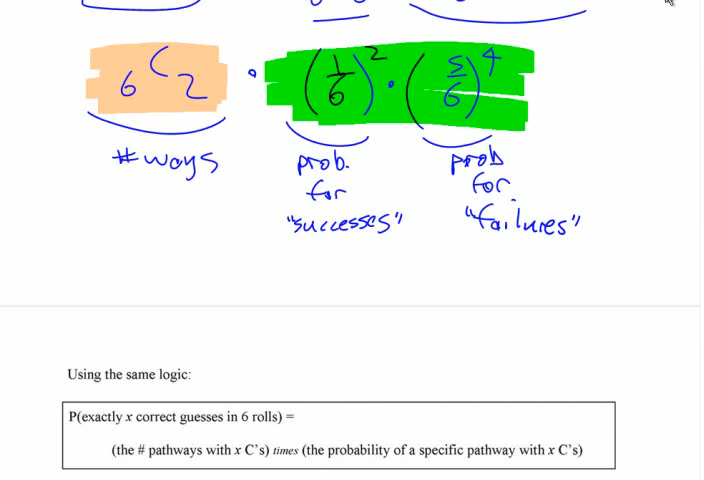 ₆C₂ · (1/6)² · (5/6)⁴
#ways prob. for "successes" prob for "failures"
Using the same logic:
P(exactly x correct guesses in 6 rolls) =
(the # pathways with x C's) times (the probability of a specific pathway with x C's)